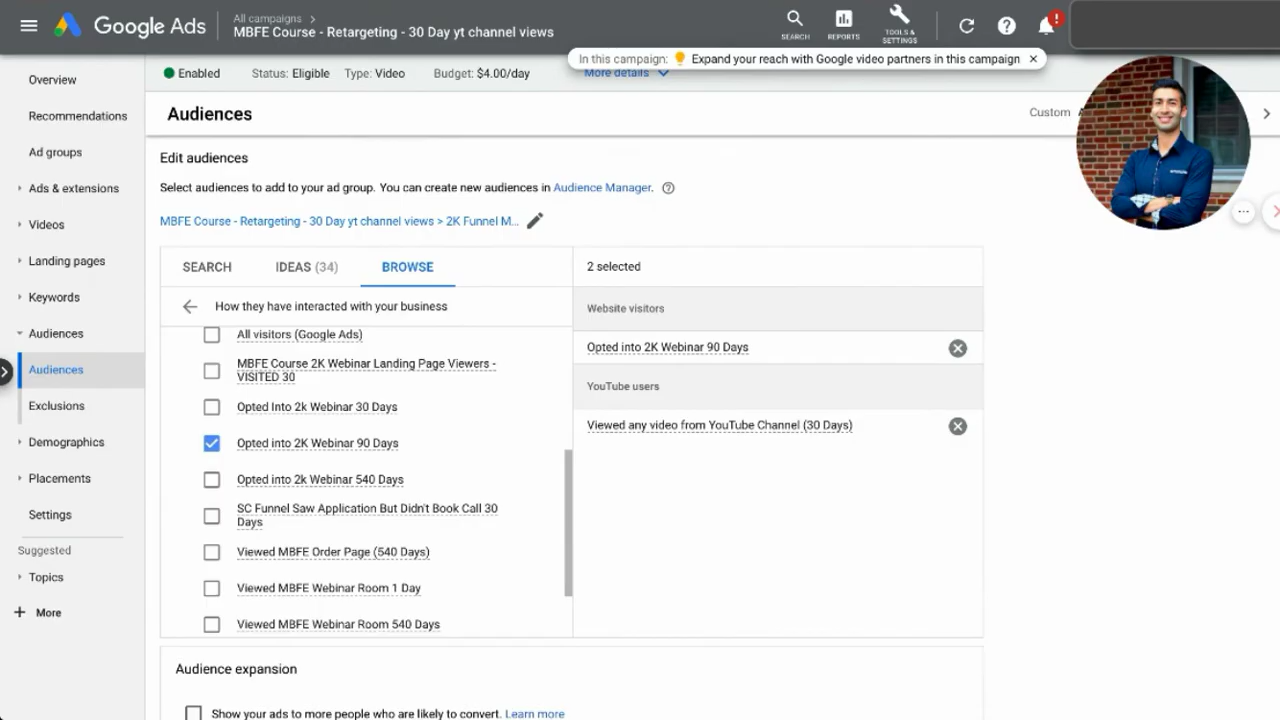 Google Ads
All campaigns
MBFE Course - Retargeting - 30 Day yt channel views
SEARCH
REPORTS
TOOLS &
SETTINGS
!
In this campaign: Expand your reach with Google video partners in this campaign
Enabled Status: Eligible Type: Video Budget: $4.00/day More details
Audiences
Custom
Overview
Recommendations
Ad groups
Ads & extensions
Videos
Landing pages
Keywords
Audiences
Audiences
Exclusions
Demographics
Placements
Settings
Suggested
Topics
More
Edit audiences
Select audiences to add to your ad group. You can create new audiences in Audience Manager.
MBFE Course - Retargeting - 30 Day yt channel views > 2K Funnel M...
SEARCH IDEAS (34) BROWSE
How they have interacted with your business
All visitors (Google Ads)
MBFE Course 2K Webinar Landing Page Viewers -
VISITED 30
Opted Into 2k Webinar 30 Days
Opted into 2K Webinar 90 Days
Opted into 2k Webinar 540 Days
SC Funnel Saw Application But Didn't Book Call 30
Days
Viewed MBFE Order Page (540 Days)
Viewed MBFE Webinar Room 1 Day
Viewed MBFE Webinar Room 540 Days
2 selected
Website visitors
Opted into 2K Webinar 90 Days
YouTube users
Viewed any video from YouTube Channel (30 Days)
Audience expansion
Show your ads to more people who are likely to convert. Learn more